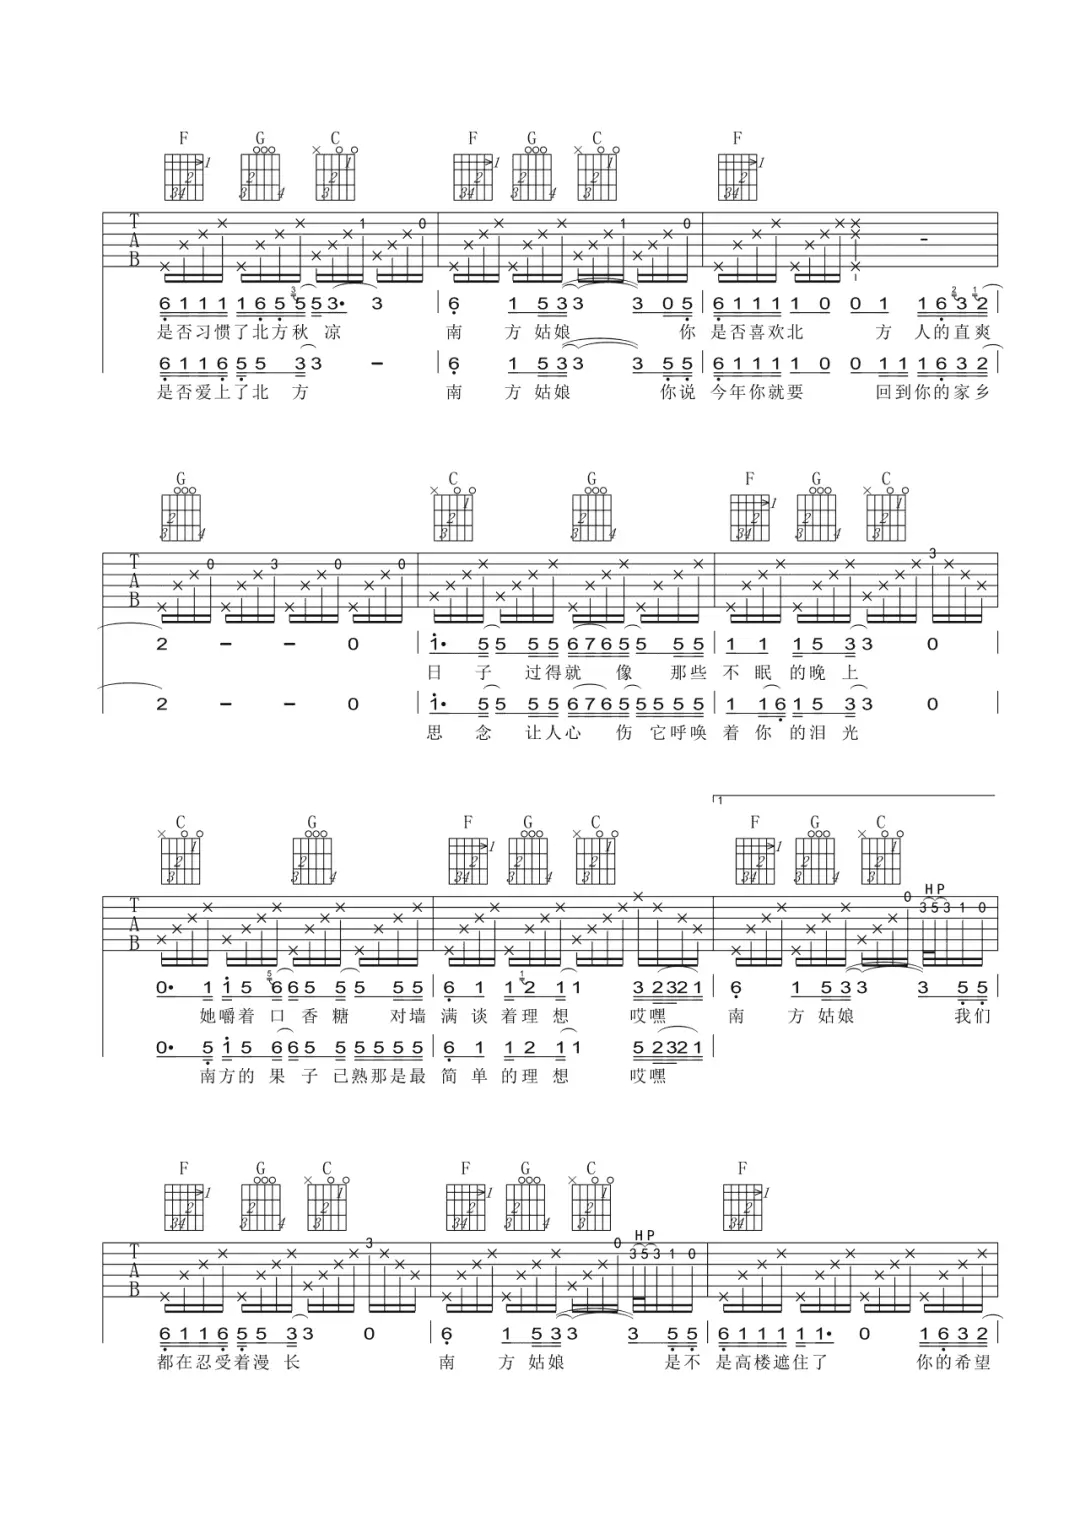 F G C F G C F
T A B
6 1 1 1 1 6 5 5 5 3• 3 6 1 5 3 3 3 0 5 6 1 1 1 1 0 0 1 1 6 3 2
是否习惯了北方秋 凉 南 方 姑娘 你 是否喜欢北 方 人的直爽
6 1 1 6 5 5 3 3 – 6 1 5 3 3 3 5 5 6 1 1 1 1 0 0 1 1 1 6 3 2
是否爱上了北 方 南 方 姑娘 你说 今年你就要 回到你的家乡
G C G F G C
T A B
2 – – 0 1• 5 5 5 5 6 7 6 5 5 5 5 1 1 1 5 3 3 0
日 子 过得就 像 那些 不 眠 的晚 上
2 – – 0 1• 5 5 5 5 6 7 6 5 5 5 5 5 1 1 6 1 5 3 3 0
思 念 让人心 伤 它呼唤 着 你 的泪 光
1
C G F G C F G C
H P
T A B
0• 1 1 5 6 6 5 5 5 5 5 5 6 1 1 2 1 1 3 2 3 2 1 6 1 5 3 3 3 5 5
她嚼着 口 香 糖 对墙 满 谈 着理 想 哎嘿 南 方 姑娘 我们
0• 5 1 5 6 6 5 5 5 5 5 5 6 1 1 2 1 1 5 2 3 2 1
南方的 果 子 已熟那是最 简 单 的理 想 哎嘿
F G C F G C F
H P
T A B
6 1 1 6 5 5 3 3 0 6 1 5 3 3 3 5 5 6 1 1 1 1 1• 0 1 6 3 2
都在忍受着漫 长 南 方 姑娘 是不 是高楼遮住了 你的希望